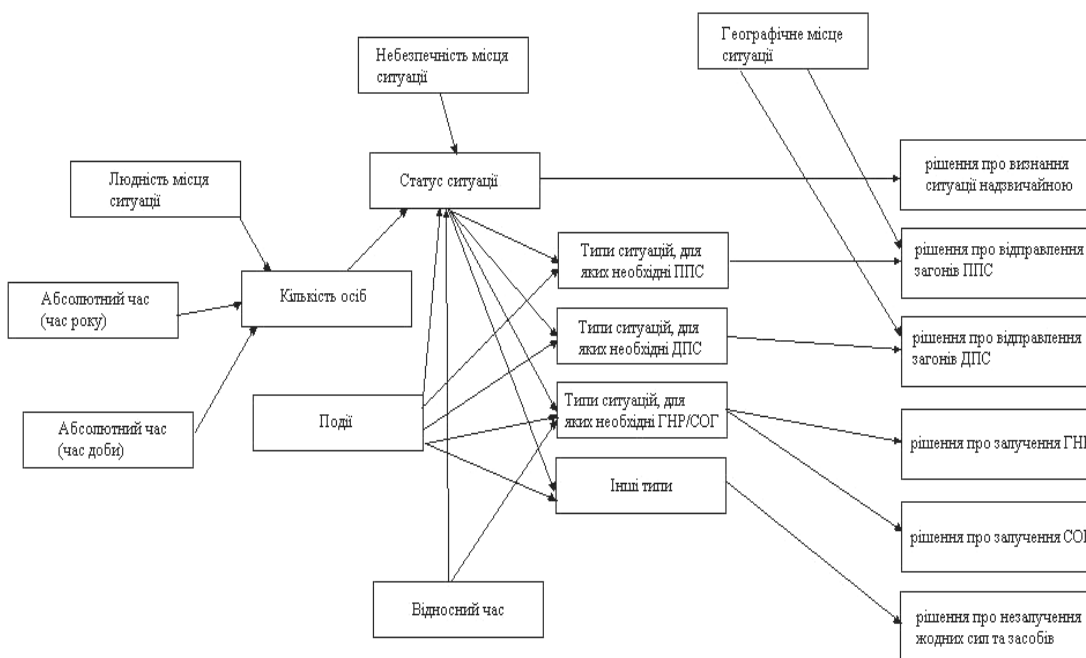 Небезпечність місця
ситуації
Географічне місце
ситуації
Людність місця
ситуації
Статус ситуації
рішення про визнання
ситуації надзвичайною
Типи ситуацій, для
яких необхідні ППС
рішення про відправлення
загонів ППС
Абсолютний час
(час року)
Кількість осіб
Типи ситуацій, для
яких необхідні ДПС
рішення про відправлення
загонів ДПС
Абсолютний час
(час доби)
Події
Типи ситуацій, для
яких необхідні ГНР/СОГ
рішення про залучення ГНР
Інші типи
рішення про залучення СОГ
Відносний час
рішення про незалучення
жодних сил та засобів